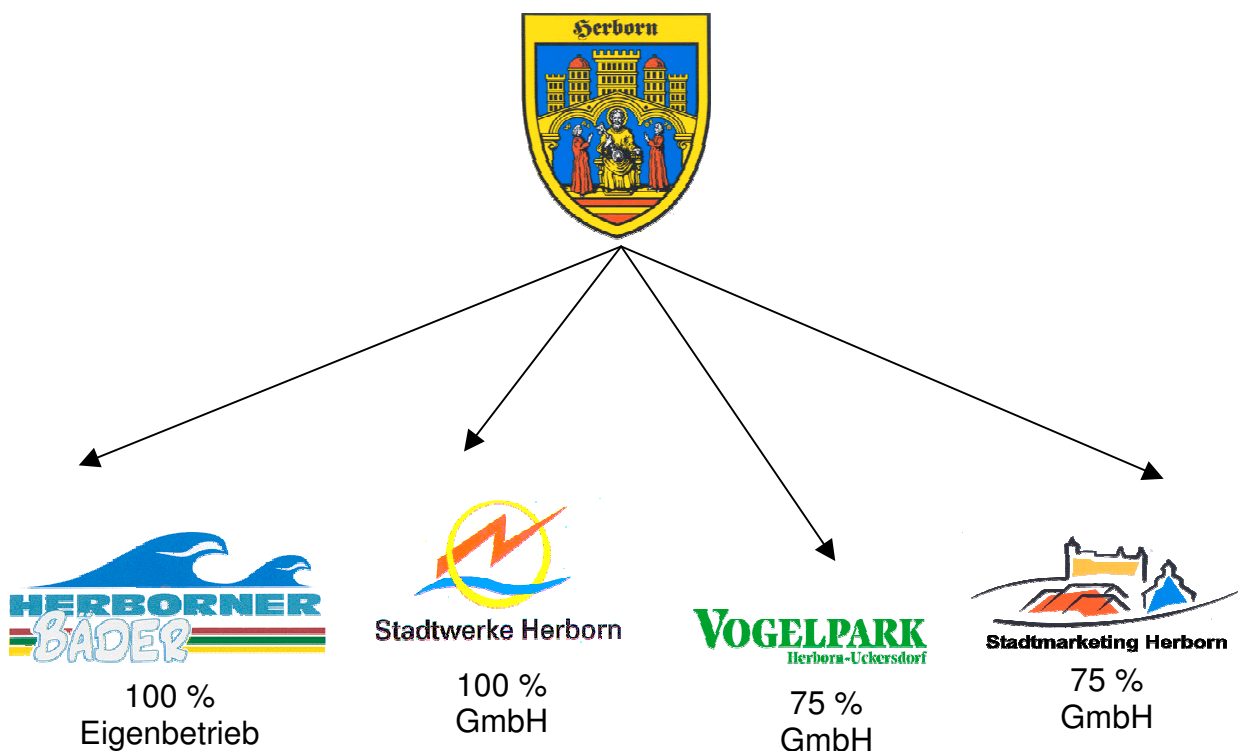 Herborn
HERBORNER
BÄDER
100 %
Eigenbetrieb
Stadtwerke Herborn
100 %
GmbH
VOGELPARK
Herborn-Uckersdorf
75 %
GmbH
Stadtmarketing Herborn
75 %
GmbH